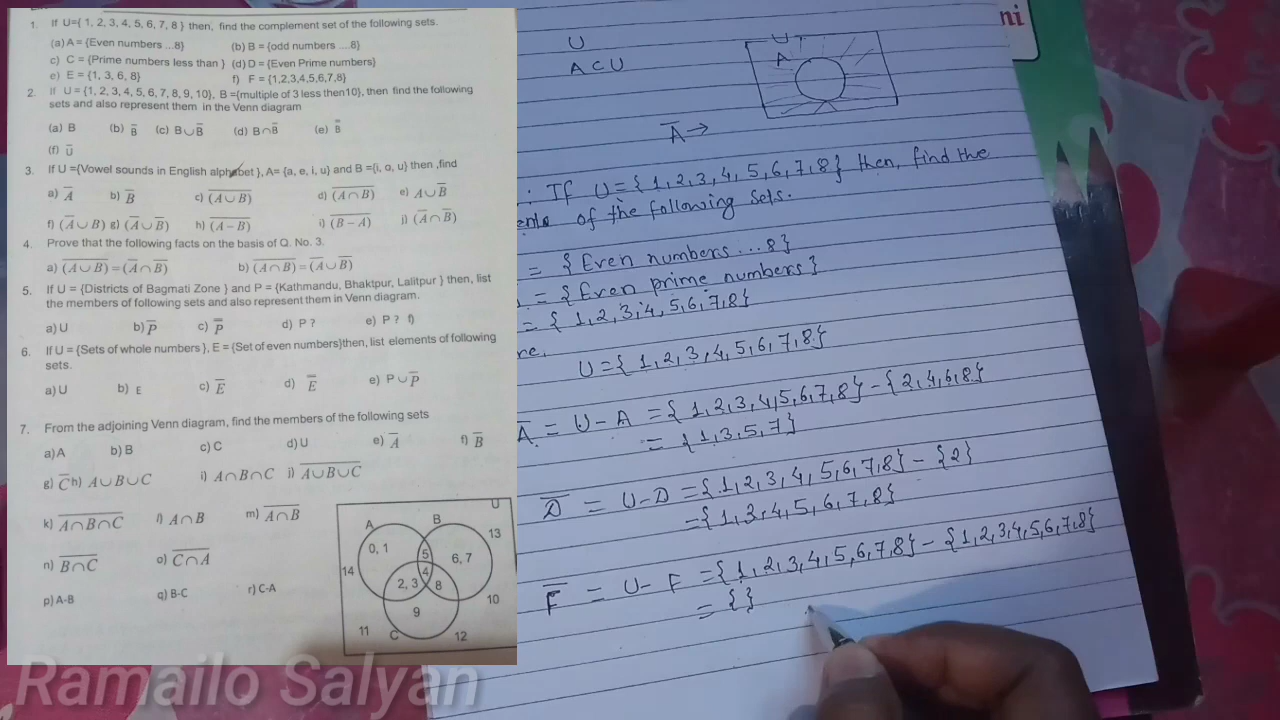 1. If U={ 1, 2, 3, 4, 5, 6, 7, 8 } then, find the complement set of the following sets.
(a) A = {Even numbers ...8} (b) B = {odd numbers ...8}
c) C = {Prime numbers less than } (d) D = {Even Prime numbers}
e) E = {1, 3, 6, 8} f) F = {1,2,3,4,5,6,7,8}
2. If U = {1, 2, 3, 4, 5, 6, 7, 8, 9, 10}, B ={multiple of 3 less then10}, then find the following
sets and also represent them in the Venn diagram
(a) B (b) B̅ (c) B∪B̅ (d) B∩B̅ (e) B̿
(f) U̅
3. If U ={Vowel sounds in English alphabet }, A= {a, e, i, u} and B ={i, o, u} then ,find
a) A̅ b) B̅ c) \overline{(A∪B)} d) \overline{(A∩B)} e) A∪B̅
f) (A̅∪B) g) (A̅∪B̅) h) \overline{(A−B)} i) \overline{(B−A)} j) (A̅∩B̅)
4. Prove that the following facts on the basis of Q. No. 3.
a) \overline{(A∪B)}=(A̅∩B̅) b) \overline{(A∩B)}=(A̅∪B̅)
5. If U = {Districts of Bagmati Zone } and P = {Kathmandu, Bhaktpur, Lalitpur } then, list
the members of following sets and also represent them in Venn diagram.
a) U b) P̅ c) P̿ d) P ? e) P ? f)
6. If U = {Sets of whole numbers }, E = {Set of even numbers}then, list elements of following
sets.
a) U b) E c) E̅ d) E̿ e) P∪P̅
7. From the adjoining Venn diagram, find the members of the following sets
a) A b) B c) C d) U e) A̅ f) B̅
g) C̅ h) A∪B∪C i) A∩B∩C j) \overline{A∪B∪C}
k) \overline{A∩B∩C} l) A∩B m) \overline{A∩B}
n) \overline{B∩C} o) \overline{C∩A}
p) A-B q) B-C r) C-A
U
A B
13
0, 1 5 6, 7
14 4
2, 3 8
9 10
11 C 12
Ramailo Salyan
ni
U
A ⊂ U
U
A
A̅ →
: If U = {1,2,3,4,5,6,7,8} then, find the
of the following sets.
= {Even numbers...8}
= {Even prime numbers}
= {1,2,3,4,5,6,7,8}
U = {1,2,3,4,5,6,7,8}
A̅ = U - A = {1,2,3,4,5,6,7,8} - {2,4,6,8}
= {1,3,5,7}
D̅ = U - D = {1,2,3,4,5,6,7,8} - {2}
= {1,3,4,5,6,7,8}
F̅ = U - F = {1,2,3,4,5,6,7,8} - {1,2,3,4,5,6,7,8}
= { }